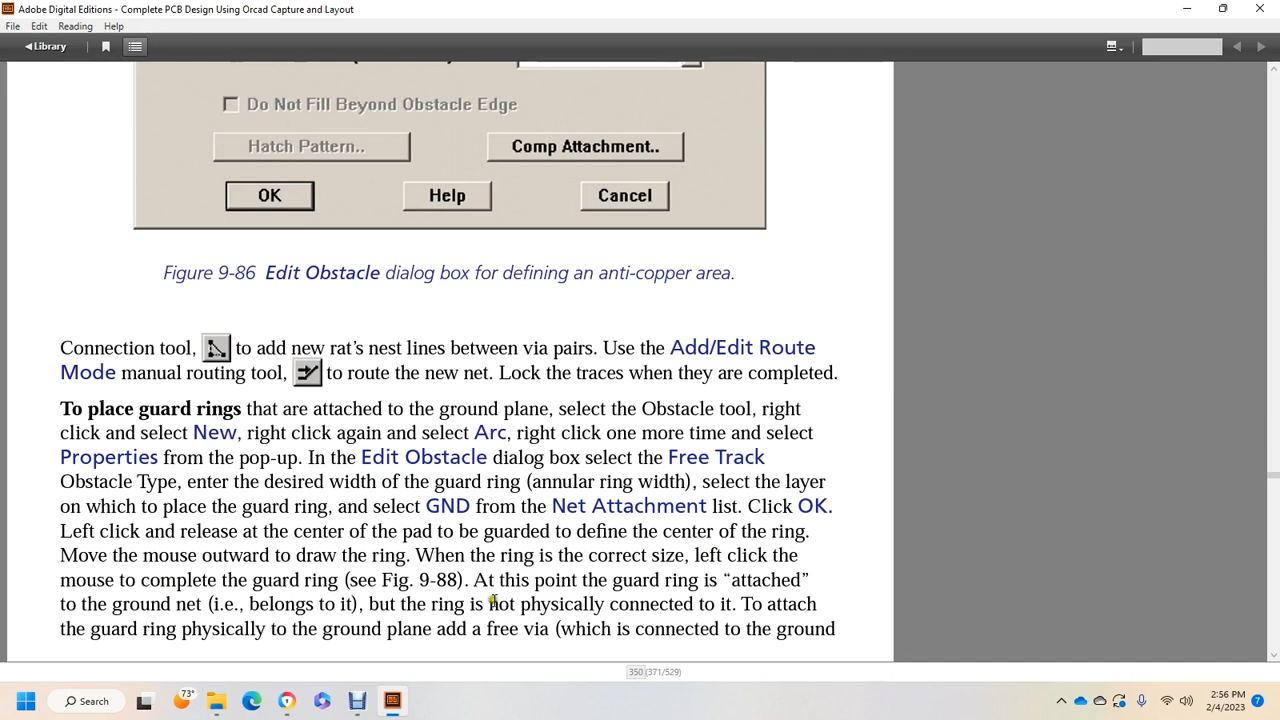 Adobe Digital Editions - Complete PCB Design Using Orcad Capture and Layout
File Edit Reading Help
Library
Do Not Fill Beyond Obstacle Edge
Hatch Pattern.. Comp Attachment..
OK Help Cancel
Figure 9-86 Edit Obstacle dialog box for defining an anti-copper area.
Connection tool, to add new rat’s nest lines between via pairs. Use the Add/Edit Route
Mode manual routing tool, to route the new net. Lock the traces when they are completed.
To place guard rings that are attached to the ground plane, select the Obstacle tool, right
click and select New, right click again and select Arc, right click one more time and select
Properties from the pop-up. In the Edit Obstacle dialog box select the Free Track
Obstacle Type, enter the desired width of the guard ring (annular ring width), select the layer
on which to place the guard ring, and select GND from the Net Attachment list. Click OK.
Left click and release at the center of the pad to be guarded to define the center of the ring.
Move the mouse outward to draw the ring. When the ring is the correct size, left click the
mouse to complete the guard ring (see Fig. 9-88). At this point the guard ring is “attached”
to the ground net (i.e., belongs to it), but the ring is not physically connected to it. To attach
the guard ring physically to the ground plane add a free via (which is connected to the ground
350 (371/529)
73°
Search
2:56 PM
2/4/2023
7